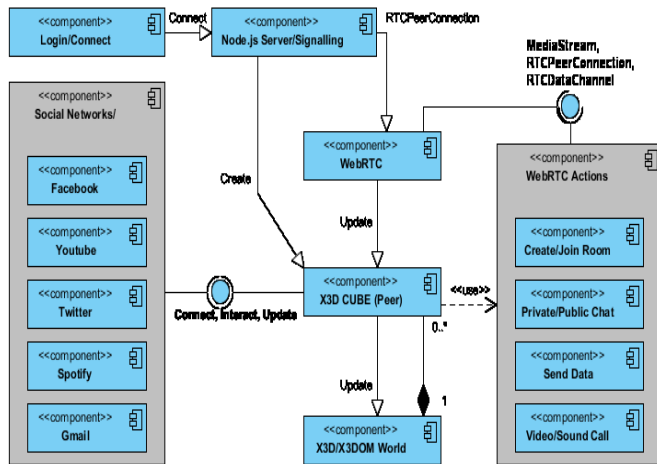 <<component>>
Login/Connect
Connect
<<component>>
Node.js Server/Signalling
RTCPeerConnection
MediaStream,
RTCPeerConnection,
RTCDataChannel
<<component>>
Social Networks/
<<component>>
Facebook
<<component>>
Youtube
<<component>>
Twitter
<<component>>
Spotify
<<component>>
Gmail
Create
<<component>>
WebRTC
Update
Connect, Interact, Update
<<component>>
X3D CUBE (Peer)
<<use>>
0..*
Update
1
<<component>>
X3D/X3DOM World
<<component>>
WebRTC Actions
<<component>>
Create/Join Room
<<component>>
Private/Public Chat
<<component>>
Send Data
<<component>>
Video/Sound Call